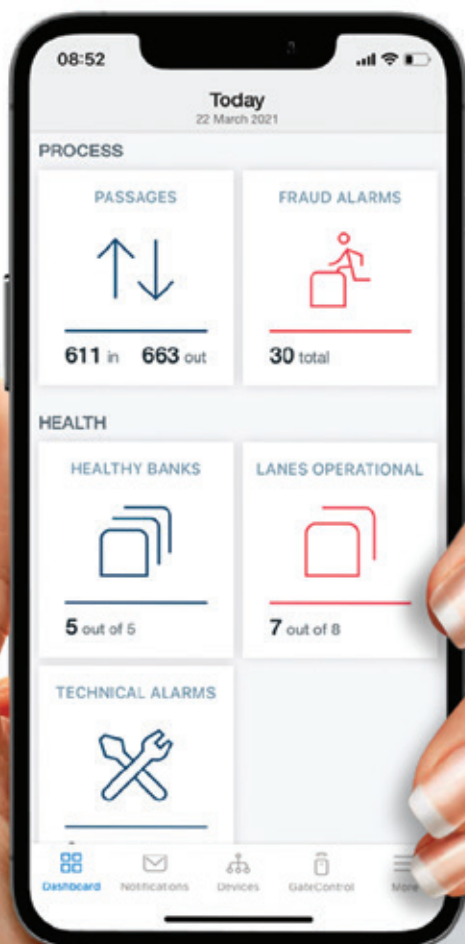 08:52
Today
22 March 2021
PROCESS
PASSAGES
611 in 663 out
FRAUD ALARMS
30 total
HEALTH
HEALTHY BANKS
5 out of 5
LANES OPERATIONAL
7 out of 8
TECHNICAL ALARMS
Dashboard Notifications Devices GateControl More